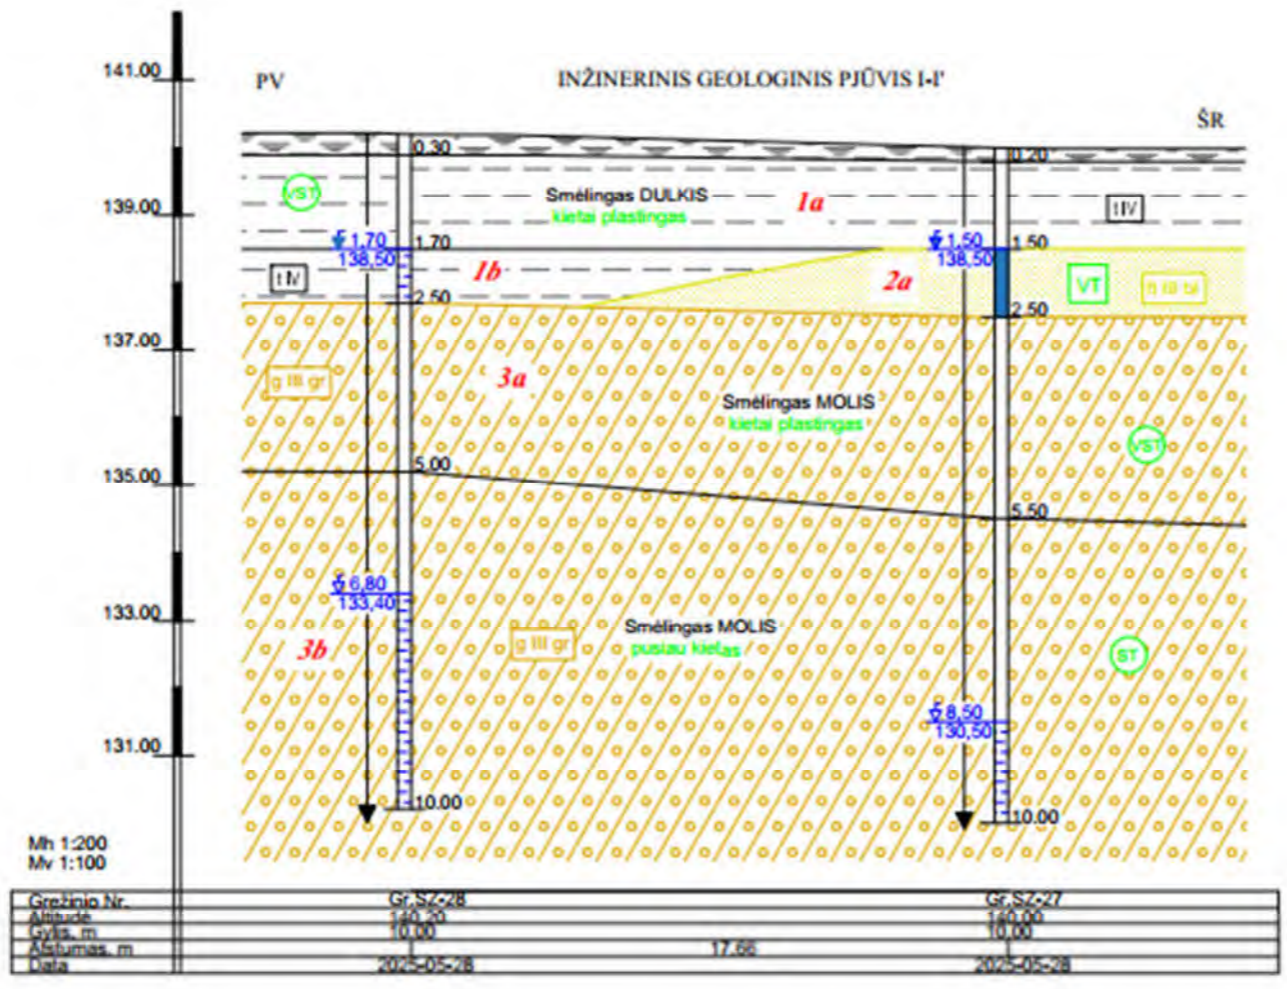 INŽINERINIS GEOLOGINIS PJŪVIS I-I'
PV
ŠR
141.00
139.00
137.00
135.00
133.00
131.00
0.30
0.20
VST
Smėlingas DULKIS
kietai plastingas
1a
t IV
1,70
138,50
1.70
1,50
138,50
1.50
t IV
1b
2a
VT
2.50
2.50
g III gr
3a
Smėlingas MOLIS
kietai plastingas
VST
5.00
5.50
6,80
133,40
3b
g III gr
Smėlingas MOLIS
pusiau kietas
ST
8,50
130,50
10.00
10.00
Mh 1:200
Mv 1:100
Gręžinio Nr. Gr.SZ-28 Gr.SZ-27
Altitudė 140,20 140,00
Gylis, m 10,00 10,00
Atstumas, m 17.66
Data 2025-05-28 2025-05-28